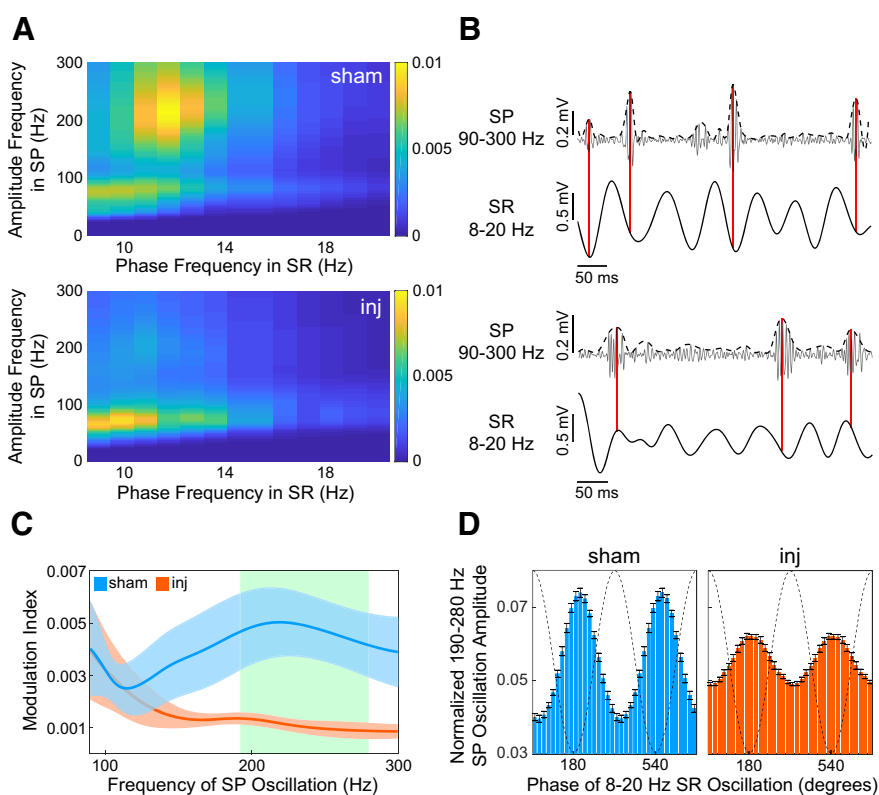 A
300
200
100
0
Amplitude Frequency
in SP (Hz)
sham
0.01
0.005
0
10
14
18
Phase Frequency in SR (Hz)
300
200
100
0
Amplitude Frequency
in SP (Hz)
inj
0.01
0.005
0
10
14
18
Phase Frequency in SR (Hz)
B
SP
90-300 Hz
0.2 mV
SR
8-20 Hz
0.5 mV
50 ms
SP
90-300 Hz
0.2 mV
SR
8-20 Hz
0.5 mV
50 ms
C
0.007
0.005
0.003
0.001
Modulation Index
sham
inj
100
200
300
Frequency of SP Oscillation (Hz)
D
sham
inj
Normalized 190-280 Hz
SP Oscillation Amplitude
0.07
0.05
0.03
180
540
180
540
Phase of 8-20 Hz SR Oscillation (degrees)